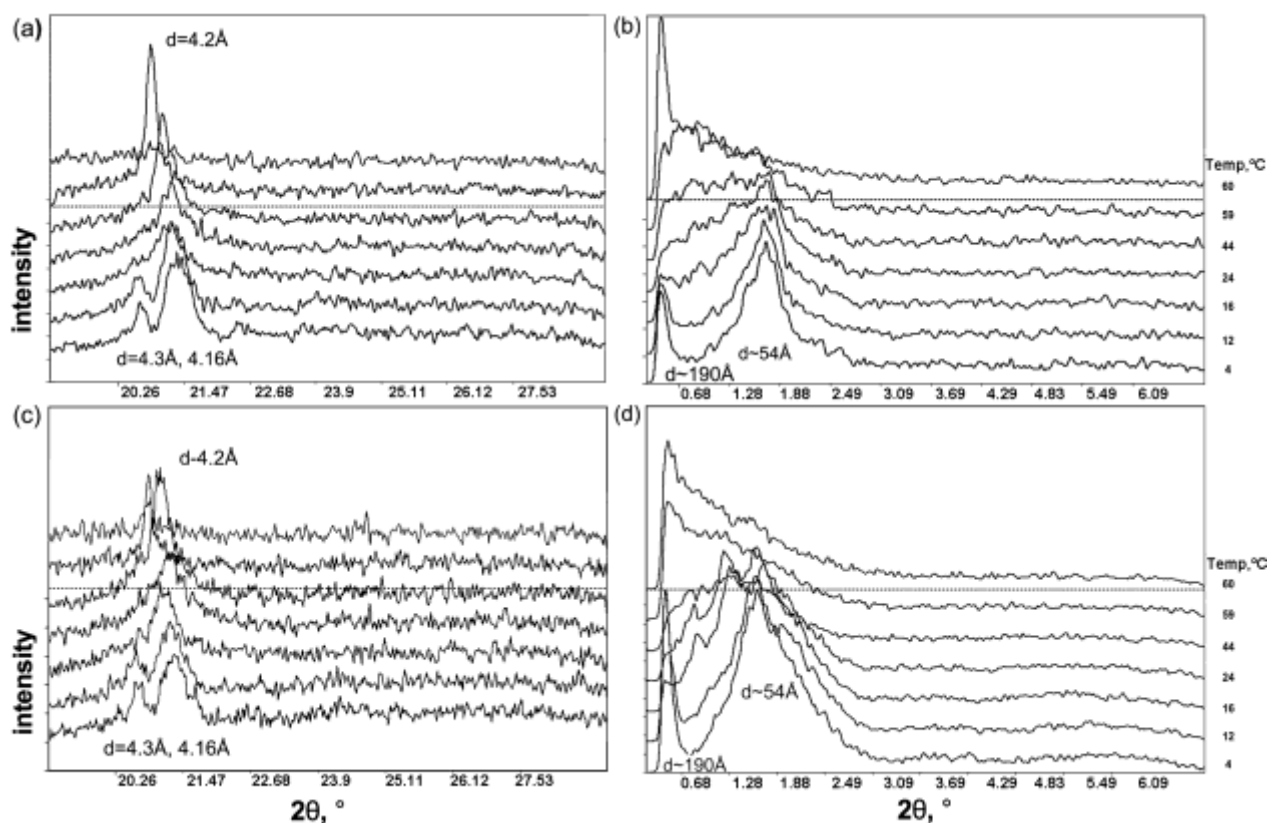 (a)
d=4.2Å
intensity
d=4.3Å, 4.16Å
20.26 21.47 22.68 23.9 25.11 26.12 27.53
(b)
Temp,ºC
60
59
44
24
16
12
4
d~54Å
d~190Å
0.68 1.28 1.88 2.49 3.09 3.69 4.29 4.83 5.49 6.09
(c)
d-4.2Å
intensity
d=4.3Å, 4.16Å
20.26 21.47 22.68 23.9 25.11 26.12 27.53
2θ, °
(d)
Temp,ºC
60
59
44
24
16
12
4
d~54Å
d~190Å
0.68 1.28 1.88 2.49 3.09 3.69 4.29 4.83 5.49 6.09
2θ, °